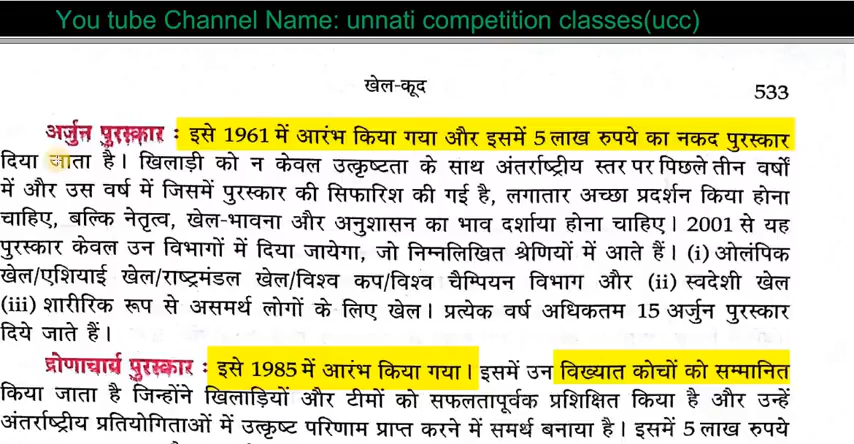 You tube Channel Name: unnati competition classes(ucc)
खेल-कूद 533
अर्जुन पुरस्कार : इसे 1961 में आरंभ किया गया और इसमें 5 लाख रुपये का नकद पुरस्कार
दिया जाता है। खिलाड़ी को न केवल उत्कृष्टता के साथ अंतर्राष्ट्रीय स्तर पर पिछले तीन वर्षों
में और उस वर्ष में जिसमें पुरस्कार की सिफारिश की गई है, लगातार अच्छा प्रदर्शन किया होना
चाहिए, बल्कि नेतृत्व, खेल-भावना और अनुशासन का भाव दर्शाया होना चाहिए। 2001 से यह
पुरस्कार केवल उन विभागों में दिया जायेगा, जो निम्नलिखित श्रेणियों में आते हैं। (i) ओलंपिक
खेल/एशियाई खेल/राष्ट्रमंडल खेल/विश्व कप/विश्व चैम्पियन विभाग और (ii) स्वदेशी खेल
(iii) शारीरिक रूप से असमर्थ लोगों के लिए खेल। प्रत्येक वर्ष अधिकतम 15 अर्जुन पुरस्कार
दिये जाते हैं।
द्रोणाचार्य पुरस्कार : इसे 1985 में आरंभ किया गया। इसमें उन विख्यात कोचों को सम्मानित
किया जाता है जिन्होंने खिलाड़ियों और टीमों को सफलतापूर्वक प्रशिक्षित किया है और उन्हें
अंतर्राष्ट्रीय प्रतियोगिताओं में उत्कृष्ट परिणाम प्राप्त करने में समर्थ बनाया है। इसमें 5 लाख रुपये